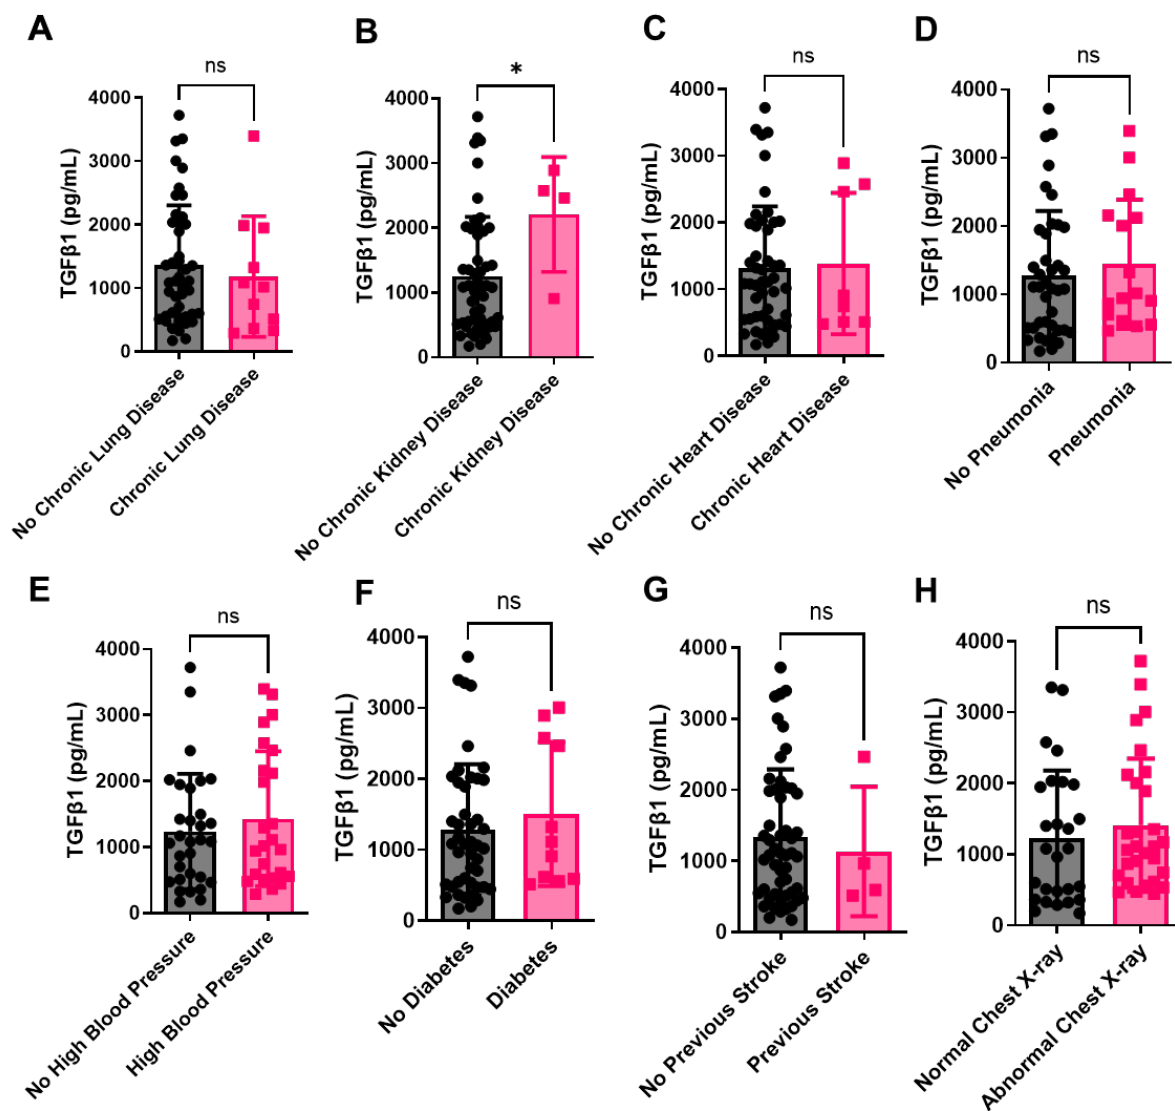 A
ns
TGFβ1 (pg/mL)
4000
3000
2000
1000
0
No Chronic Lung Disease
Chronic Lung Disease
B
*
TGFβ1 (pg/mL)
4000
3000
2000
1000
0
No Chronic Kidney Disease
Chronic Kidney Disease
C
ns
TGFβ1 (pg/mL)
4000
3000
2000
1000
0
No Chronic Heart Disease
Chronic Heart Disease
D
ns
TGFβ1 (pg/mL)
4000
3000
2000
1000
0
No Pneumonia
Pneumonia
E
ns
TGFβ1 (pg/mL)
4000
3000
2000
1000
0
No High Blood Pressure
High Blood Pressure
F
ns
TGFβ1 (pg/mL)
4000
3000
2000
1000
0
No Diabetes
Diabetes
G
ns
TGFβ1 (pg/mL)
4000
3000
2000
1000
0
No Previous Stroke
Previous Stroke
H
ns
TGFβ1 (pg/mL)
4000
3000
2000
1000
0
Normal Chest X-ray
Abnormal Chest X-ray